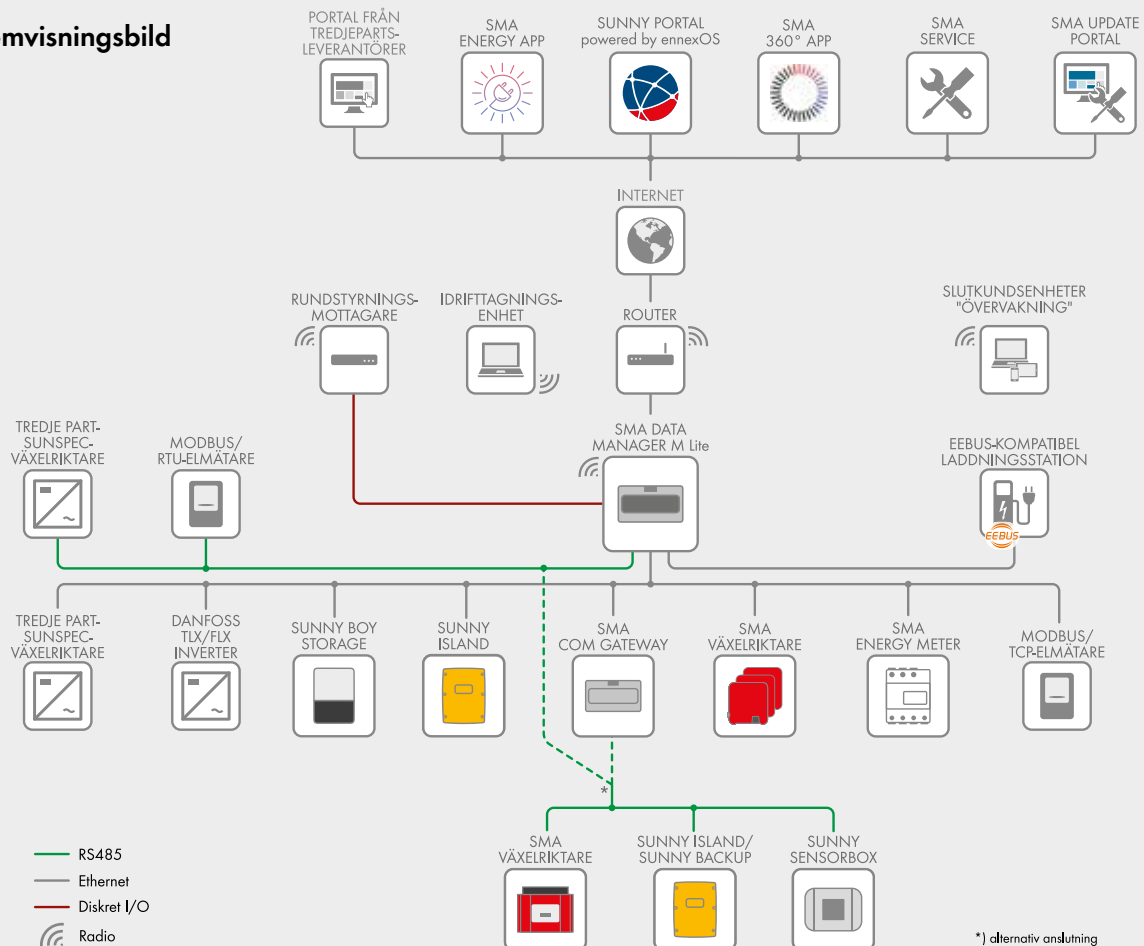 mvisningsbild
PORTAL FRÅN
TREDJEPARTS-
LEVERANTÖRER
SMA
ENERGY APP
SUNNY PORTAL
powered by ennexOS
SMA
360° APP
SMA
SERVICE
SMA UPDATE
PORTAL
INTERNET
RUNDSTYRNINGS-
MOTTAGARE
IDRIFTTAGNINGS-
ENHET
ROUTER
SLUTKUNDSENHETER
"ÖVERVAKNING"
TREDJE PART-
SUNSPEC-
VÄXELRIKTARE
MODBUS/
RTU-ELMÄTARE
SMA DATA
MANAGER M Lite
EEBUS-KOMPATIBEL
LADDNINGSSTATION
EEBUS
TREDJE PART-
SUNSPEC-
VÄXELRIKTARE
DANFOSS
TLX/FLX
INVERTER
SUNNY BOY
STORAGE
SUNNY
ISLAND
SMA
COM GATEWAY
SMA
VÄXELRIKTARE
SMA
ENERGY METER
MODBUS/
TCP-ELMÄTARE
*
SMA
VÄXELRIKTARE
SUNNY ISLAND/
SUNNY BACKUP
SUNNY
SENSORBOX
RS485
Ethernet
Diskret I/O
Radio
*) alternativ anslutning